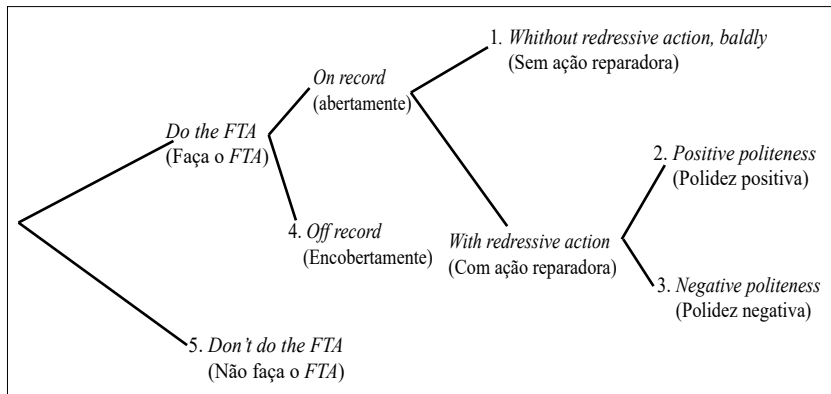 1. Whithout redressive action, baldly
(Sem ação reparadora)
On record
(abertamente)
Do the FTA
(Faça o FTA)
2. Positive politeness
(Polidez positiva)
4. Off record
(Encobertamente)
With redressive action
(Com ação reparadora)
3. Negative politeness
(Polidez negativa)
5. Don't do the FTA
(Não faça o FTA)